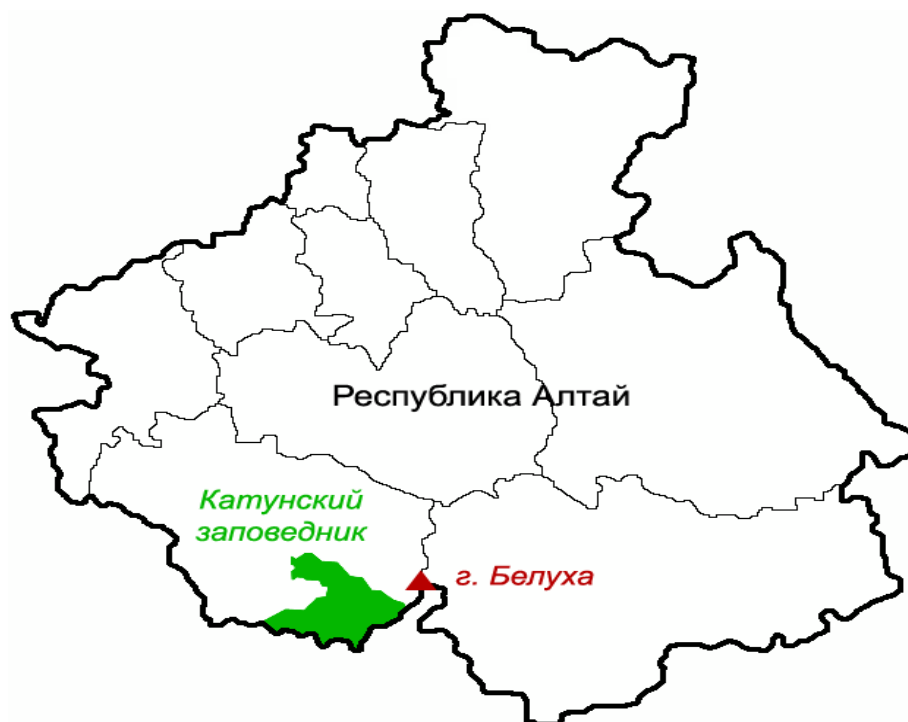 Республика Алтай
Катунский
заповедник
г. Белуха